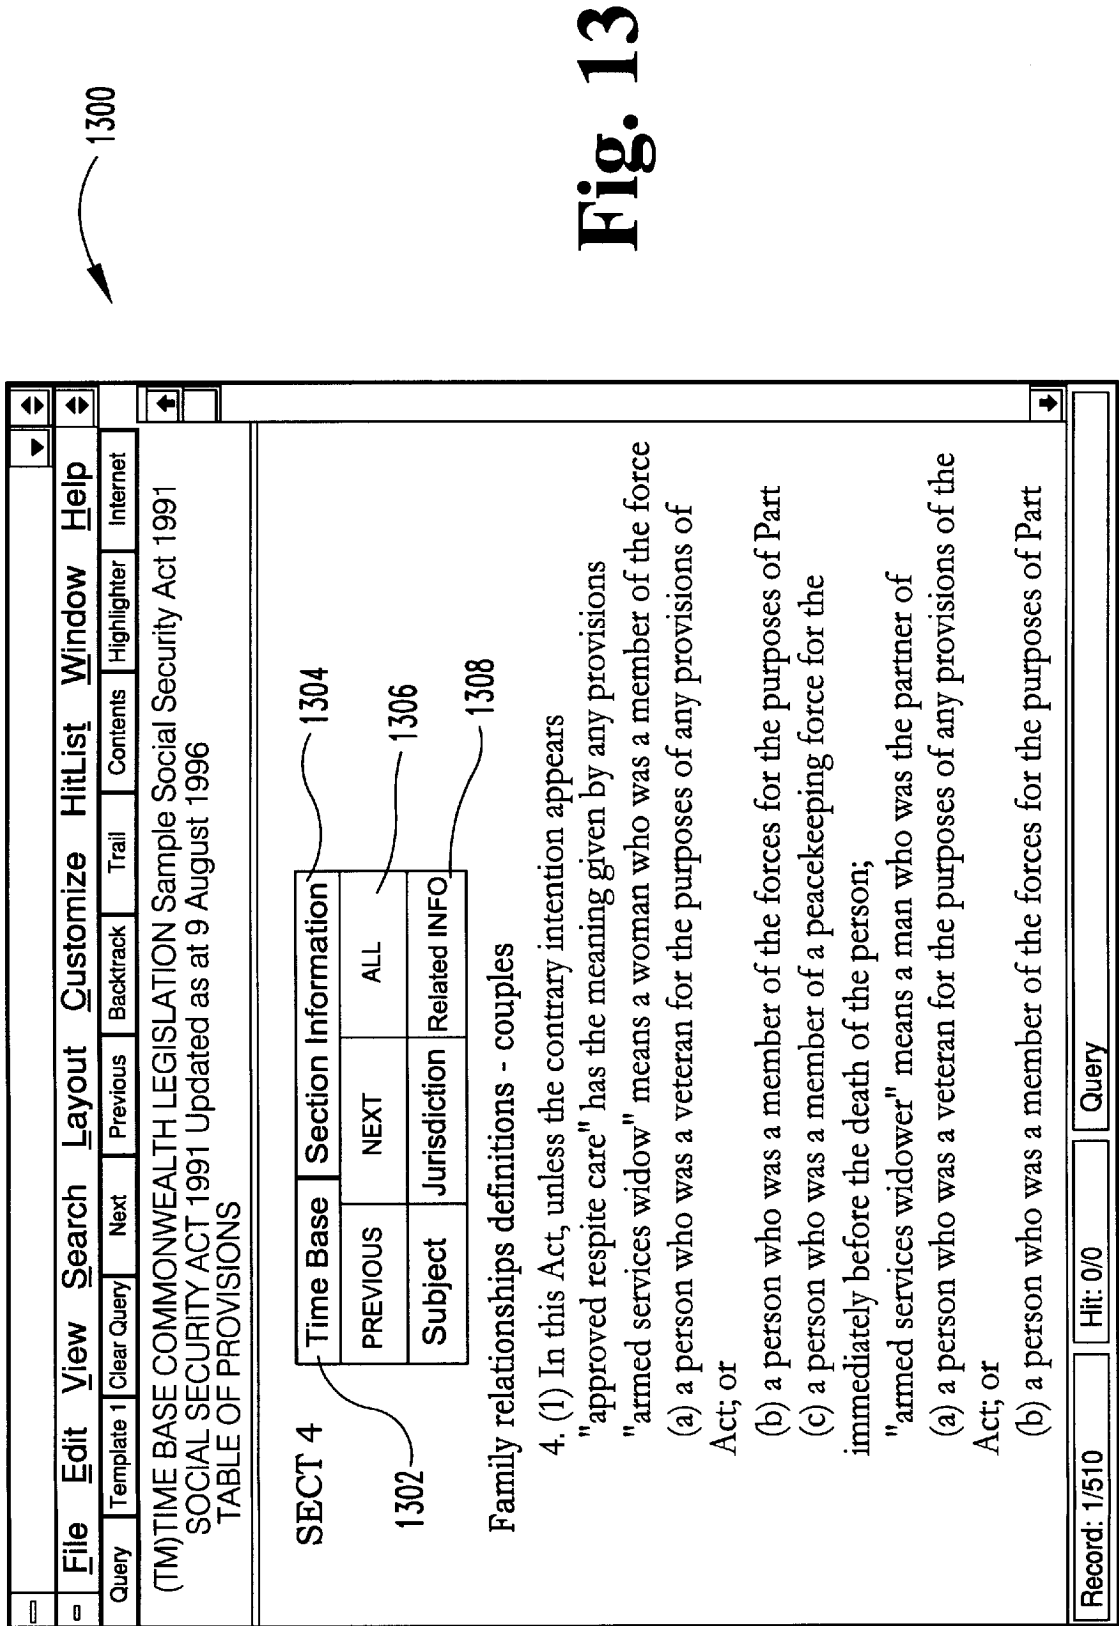 1300
File Edit View Search Layout Customize HitList Window Help
Query Template 1 Clear Query Next Previous Backtrack Trail Contents Highlighter Internet
(TM)TIME BASE COMMONWEALTH LEGISLATION Sample Social Security Act 1991
SOCIAL SECURITY ACT 1991 Updated as at 9 August 1996
TABLE OF PROVISIONS
SECT 4
Time Base Section Information 1304
PREVIOUS NEXT ALL 1306
Subject Jurisdiction Related INFO 1308
1302
Family relationships definitions - couples
4. (1) In this Act, unless the contrary intention appears
"approved respite care" has the meaning given by any provisions
"armed services widow" means a woman who was a member of the force
(a) a person who was a veteran for the purposes of any provisions of
Act; or
(b) a person who was a member of the forces for the purposes of Part
(c) a person who was a member of a peacekeeping force for the
immediately before the death of the person;
"armed services widower" means a man who was the partner of
(a) a person who was a veteran for the purposes of any provisions of the
Act; or
(b) a person who was a member of the forces for the purposes of Part
Record: 1/510 Hit: 0/0 Query
Fig. 13